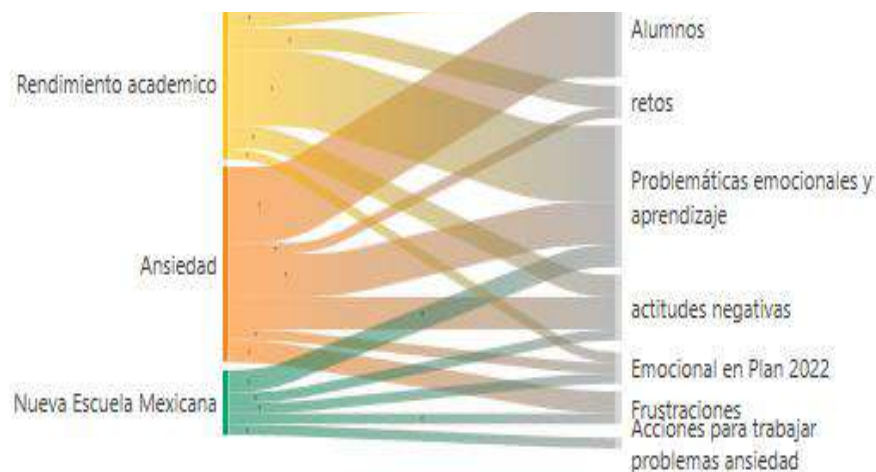 Rendimiento academico
Ansiedad
Nueva Escuela Mexicana
Alumnos
retos
Problemáticas emocionales y
aprendizaje
actitudes negativas
Emocional en Plan 2022
Frustraciones
Acciones para trabajar
problemas ansiedad